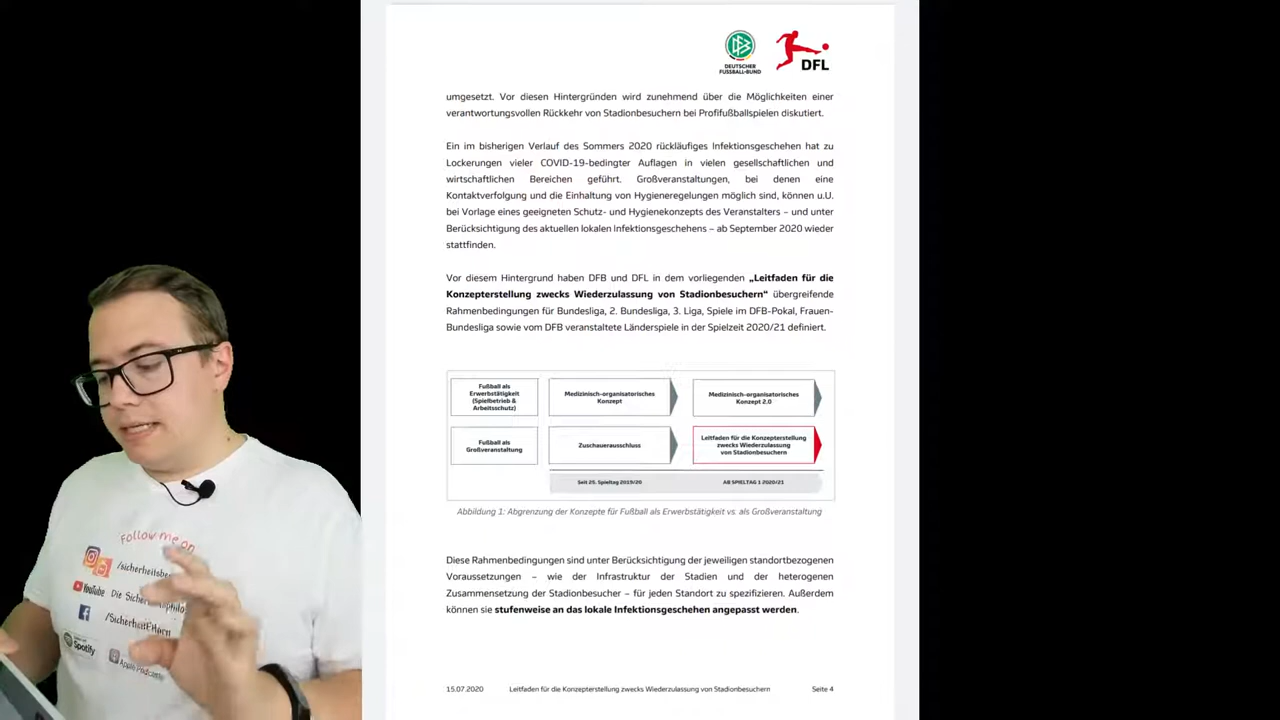 DEUTSCHER
FUSSBALL-BUND
DFL
umgesetzt. Vor diesen Hintergründen wird zunehmend über die Möglichkeiten einer
verantwortungsvollen Rückkehr von Stadionbesuchern bei Profifußballspielen diskutiert.
Ein im bisherigen Verlauf des Sommers 2020 rückläufiges Infektionsgeschehen hat zu
Lockerungen vieler COVID-19-bedingter Auflagen in vielen gesellschaftlichen und
wirtschaftlichen Bereichen geführt. Großveranstaltungen, bei denen eine
Kontaktverfolgung und die Einhaltung von Hygieneregelungen möglich sind, können u.U.
bei Vorlage eines geeigneten Schutz- und Hygienekonzepts des Veranstalters – und unter
Berücksichtigung des aktuellen lokalen Infektionsgeschehens – ab September 2020 wieder
stattfinden.
Vor diesem Hintergrund haben DFB und DFL in dem vorliegenden „Leitfaden für die
Konzepterstellung zwecks Wiederzulassung von Stadionbesuchern“ übergreifende
Rahmenbedingungen für Bundesliga, 2. Bundesliga, 3. Liga, Spiele im DFB-Pokal, Frauen-
Bundesliga sowie vom DFB veranstaltete Länderspiele in der Spielzeit 2020/21 definiert.
Fußball als
Erwerbstätigkeit
(Spielbetrieb &
Arbeitsschutz)
Medizinisch-organisatorisches
Konzept
Medizinisch-organisatorisches
Konzept 2.0
Fußball als
Großveranstaltung
Zuschauerausschluss
Leitfaden für die Konzepterstellung
zwecks Wiederzulassung
von Stadionbesuchern
Seit 25. Spieltag 2019/20
AB SPIELTAG 1 2020/21
Abbildung 1: Abgrenzung der Konzepte für Fußball als Erwerbstätigkeit vs. als Großveranstaltung
Diese Rahmenbedingungen sind unter Berücksichtigung der jeweiligen standortbezogenen
Voraussetzungen – wie der Infrastruktur der Stadien und der heterogenen
Zusammensetzung der Stadionbesucher – für jeden Standort zu spezifizieren. Außerdem
können sie stufenweise an das lokale Infektionsgeschehen angepasst werden.
15.07.2020 Leitfaden für die Konzepterstellung zwecks Wiederzulassung von Stadionbesuchern Seite 4
Follow me on
YouTube Die
Spotify
Apple Podcasts